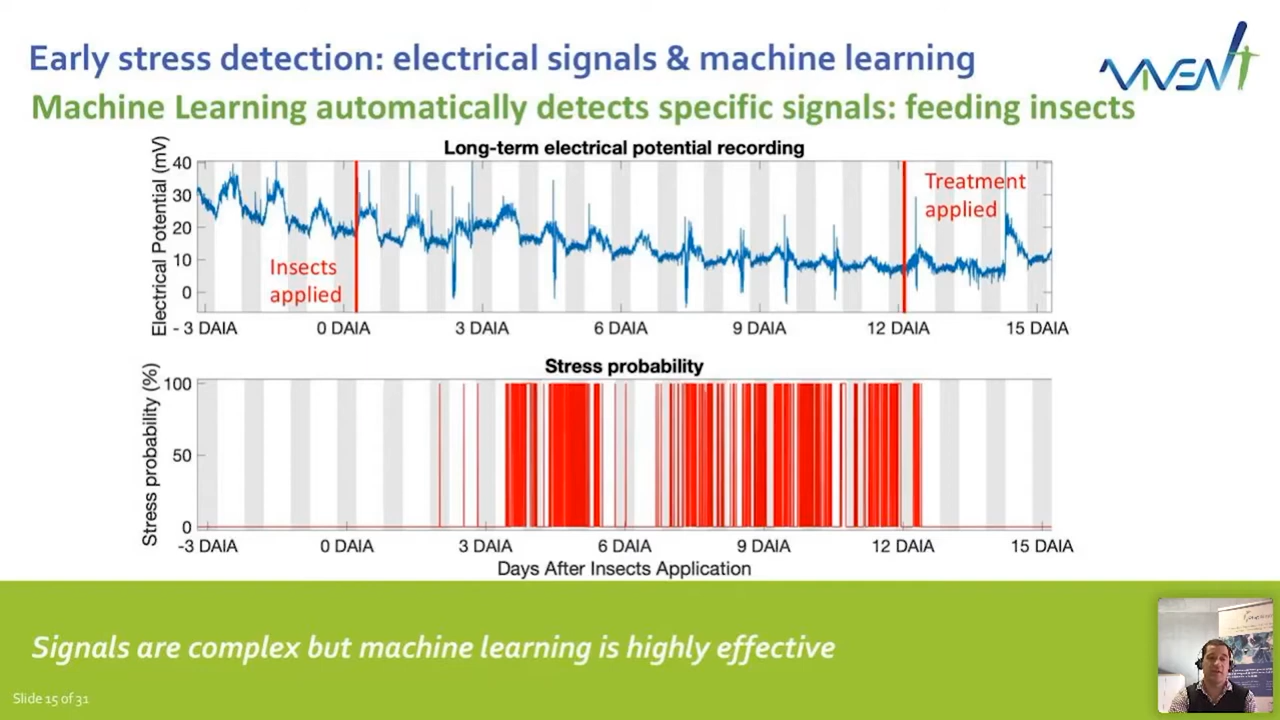 Early stress detection: electrical signals & machine learning
VIVENT
Machine Learning automatically detects specific signals: feeding insects
Long-term electrical potential recording
Electrical Potential (mV)
40
30
20
10
0
Insects
applied
Treatment
applied
- 3 DAIA 0 DAIA 3 DAIA 6 DAIA 9 DAIA 12 DAIA 15 DAIA
Stress probability
Stress probability (%)
100
50
0
-3 DAIA 0 DAIA 3 DAIA 6 DAIA 9 DAIA 12 DAIA 15 DAIA
Days After Insects Application
Signals are complex but machine learning is highly effective
Slide 15 of 31